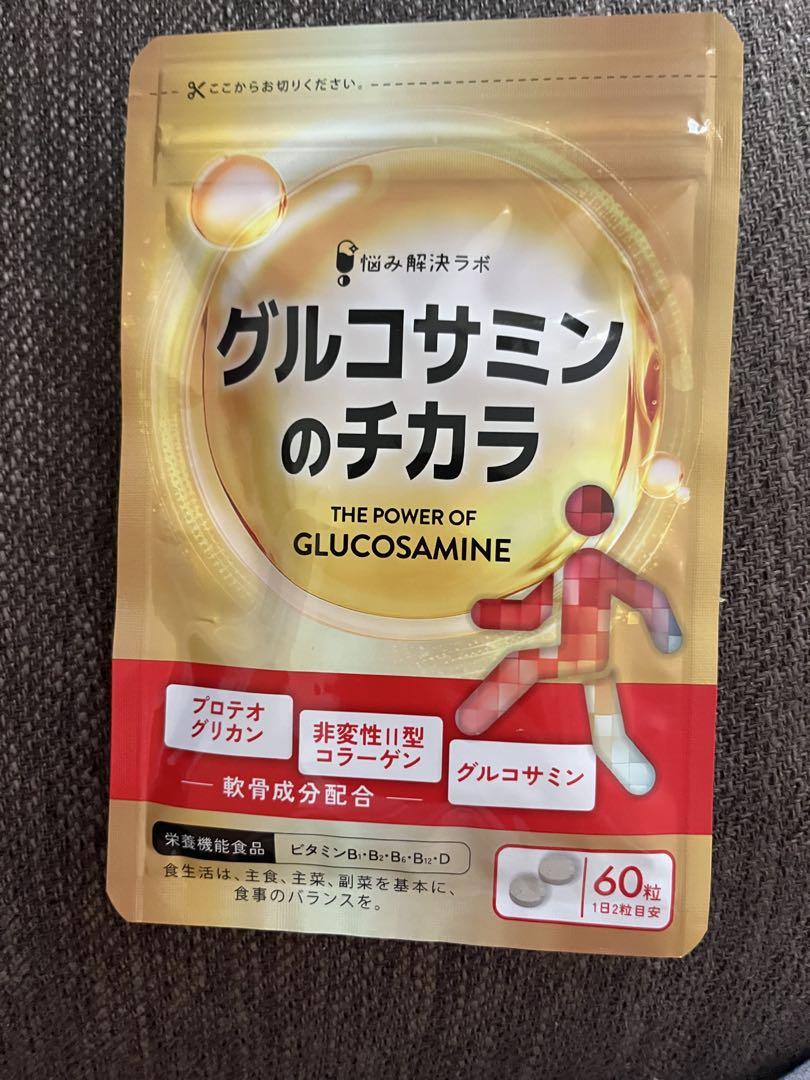 ここからお切りください。
悩み解決ラボ
グルコサミン
のチカラ
THE POWER OF
GLUCOSAMINE
プロテオ
グリカン
非変性II型
コラーゲン
グルコサミン
軟骨成分配合
栄養機能食品 ビタミンB₁・B₂・B₆・B₁₂・D
食生活は、主食、主菜、副菜を基本に、
食事のバランスを。
60粒
1日2粒目安